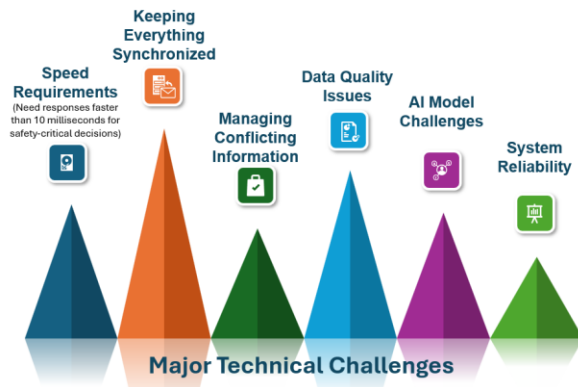 Speed
Requirements
(Need responses faster
than 10 milliseconds for
safety-critical decisions)
Keeping
Everything
Synchronized
Managing
Conflicting
Information
Data Quality
Issues
AI Model
Challenges
System
Reliability
Major Technical Challenges